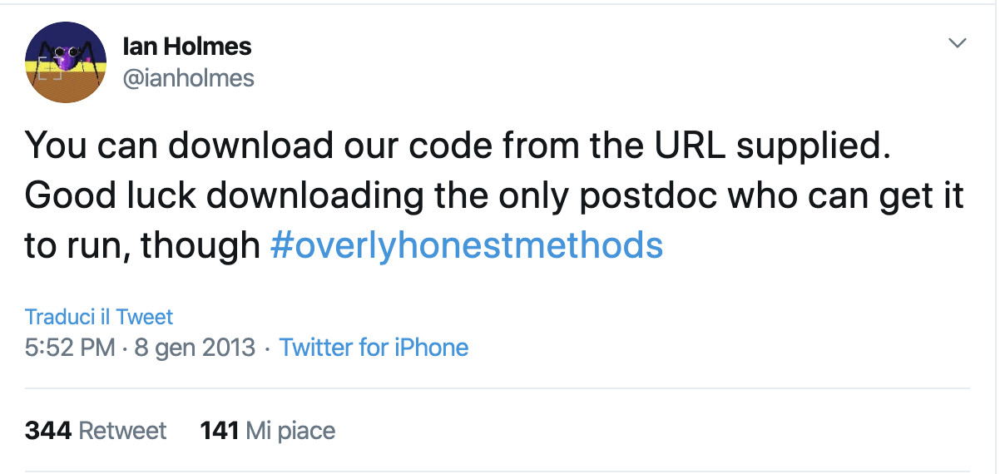 Ian Holmes
@ianholmes
You can download our code from the URL supplied.
Good luck downloading the only postdoc who can get it
to run, though #overlyhonestmethods
Traduci il Tweet
5:52 PM · 8 gen 2013 · Twitter for iPhone
344 Retweet 141 Mi piace